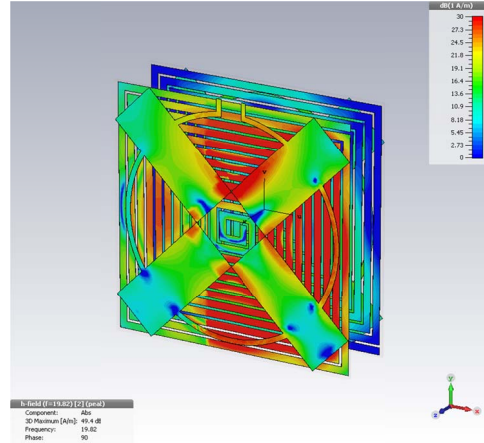 dB(1 A/m)
30
27.3
24.5
21.8
19.1
16.4
13.6
10.9
8.18
5.45
2.73
0
y
z
x
h-field (f=19.82) [2] (peak)
Component: Abs
3D Maximum [A/m]: 49.4 dB
Frequency: 19.82
Phase: 90